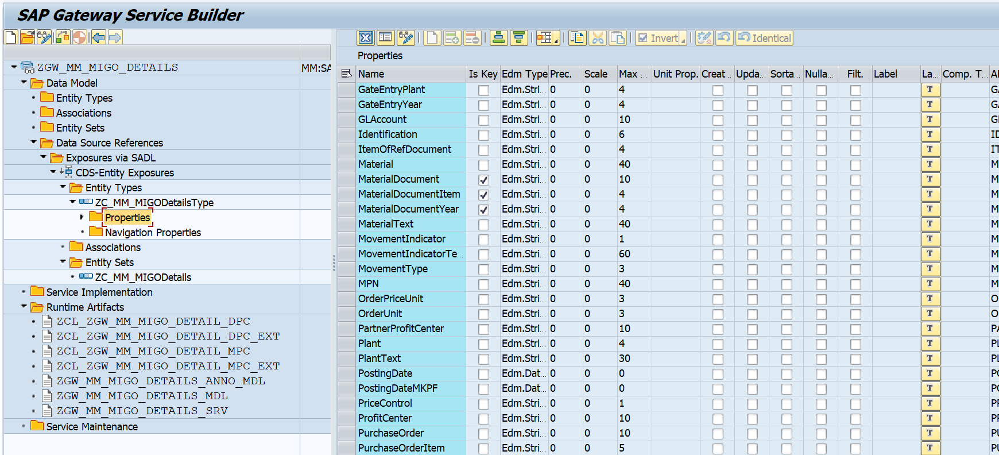 SAP Gateway Service Builder
Invert
Identical
Properties
ZGW_MM_MIGO_DETAILS MM:SA
Data Model
Entity Types
Associations
Entity Sets
Data Source References
Exposures via SADL
CDS-Entity Exposures
Entity Types
ZC_MM_MIGODetailsType
Properties
Navigation Properties
Associations
Entity Sets
ZC_MM_MIGODetails
Service Implementation
Runtime Artifacts
ZCL_ZGW_MM_MIGO_DETAIL_DPC
ZCL_ZGW_MM_MIGO_DETAIL_DPC_EXT
ZCL_ZGW_MM_MIGO_DETAIL_MPC
ZCL_ZGW_MM_MIGO_DETAIL_MPC_EXT
ZGW_MM_MIGO_DETAILS_ANNO_MDL
ZGW_MM_MIGO_DETAILS_MDL
ZGW_MM_MIGO_DETAILS_SRV
Service Maintenance
Name Is Key Edm Type Prec. Scale Max ... Unit Prop. Creat... Upda... Sorta... Nulla... Filt. Label La... Comp. T...
GateEntryPlant Edm.Stri... 0 0 4 T GA
GateEntryYear Edm.Stri... 0 0 4 T GA
GLAccount Edm.Stri... 0 0 10 T
Identification Edm.Stri... 0 0 6 T ID
ItemOfRefDocument Edm.Stri... 0 0 4 T IT
Material Edm.Stri... 0 0 40 T M
MaterialDocument Edm.Stri... 0 0 10 T M
MaterialDocumentItem Edm.Stri... 0 0 4 T M
MaterialDocumentYear Edm.Stri... 0 0 4 T M
MaterialText Edm.Stri... 0 0 40 T M
MovementIndicator Edm.Stri... 0 0 1 T M
MovementIndicatorTe... Edm.Stri... 0 0 60 T M
MovementType Edm.Stri... 0 0 3 T M
MPN Edm.Stri... 0 0 40 T M
OrderPriceUnit Edm.Stri... 0 0 3 T O
OrderUnit Edm.Stri... 0 0 3 T O
PartnerProfitCenter Edm.Stri... 0 0 10 T PA
Plant Edm.Stri... 0 0 4 T PL
PlantText Edm.Stri... 0 0 30 T PL
PostingDate Edm.Dat... 0 0 0 T PO
PostingDateMKPF Edm.Dat... 0 0 0 T PO
PriceControl Edm.Stri... 0 0 1 T PR
ProfitCenter Edm.Stri... 0 0 10 T PR
PurchaseOrder Edm.Stri... 0 0 10 T PU
PurchaseOrderItem Edm.Stri... 0 0 5 T PU